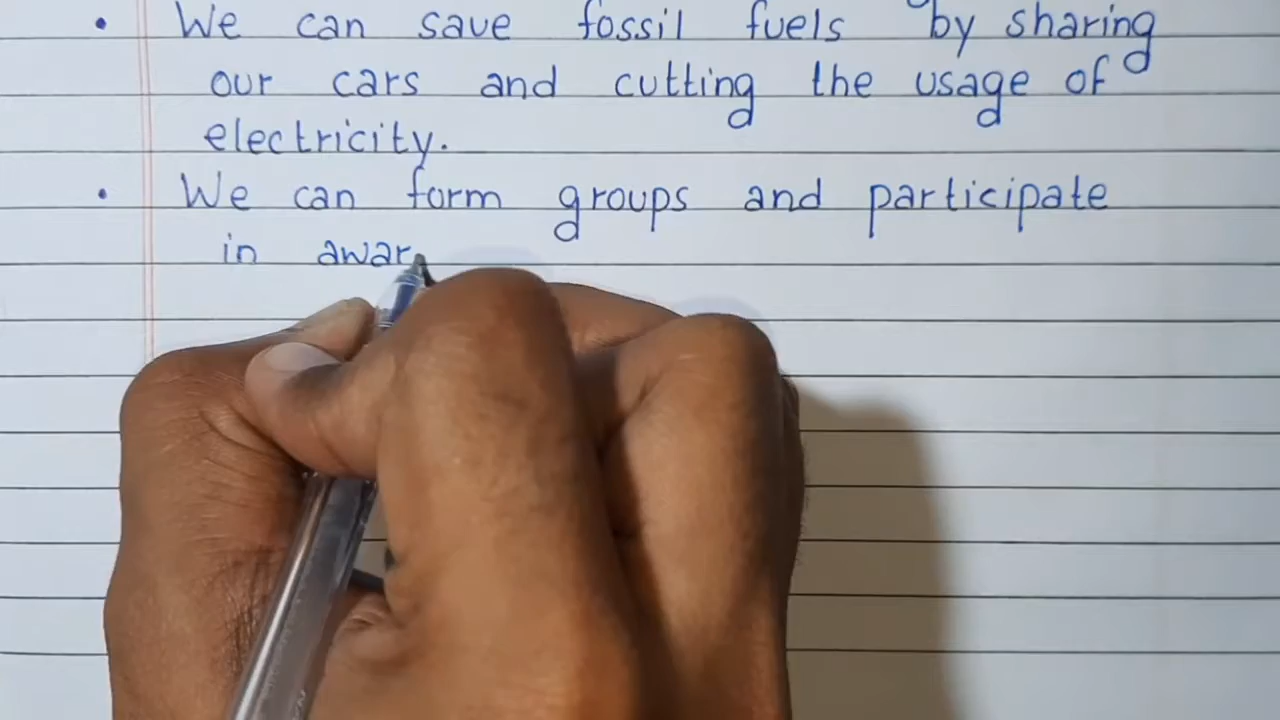 • We can save fossil fuels by sharing
our cars and cutting the usage of
electricity.
• We can form groups and participate
in awar